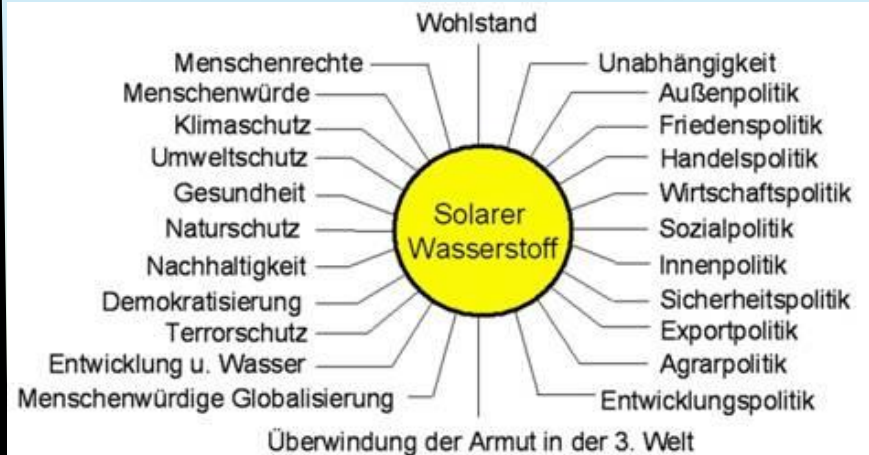 Wohlstand
Menschenrechte
Menschenwürde
Klimaschutz
Umweltschutz
Gesundheit
Naturschutz
Nachhaltigkeit
Demokratisierung
Terrorschutz
Entwicklung u. Wasser
Menschenwürdige Globalisierung
Solarer
Wasserstoff
Unabhängigkeit
Außenpolitik
Friedenspolitik
Handelspolitik
Wirtschaftspolitik
Sozialpolitik
Innenpolitik
Sicherheitspolitik
Exportpolitik
Agrarpolitik
Entwicklungspolitik
Überwindung der Armut in der 3. Welt